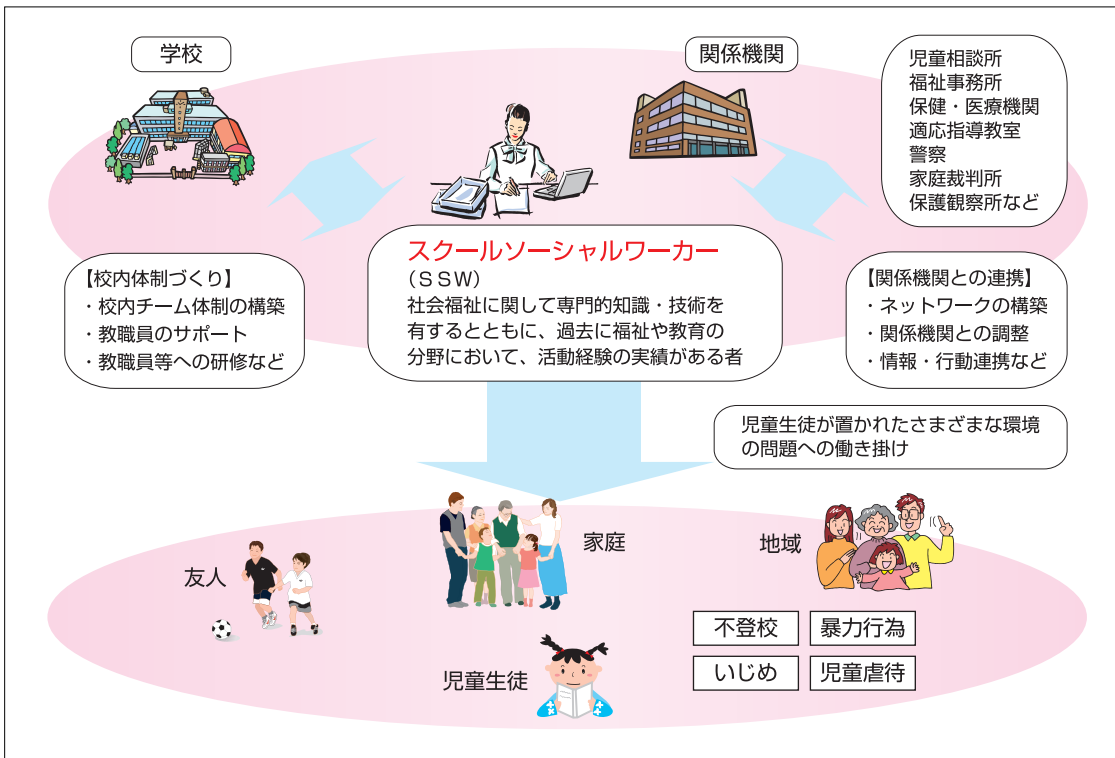 学校
関係機関
児童相談所
福祉事務所
保健・医療機関
適応指導教室
警察
家庭裁判所
保護観察所など
スクールソーシャルワーカー
(SSW)
社会福祉に関して専門的知識・技術を
有するとともに、過去に福祉や教育の
分野において、活動経験の実績がある者
【校内体制づくり】
・校内チーム体制の構築
・教職員のサポート
・教職員等への研修など
【関係機関との連携】
・ネットワークの構築
・関係機関との調整
・情報・行動連携など
児童生徒が置かれたさまざまな環境
の問題への働き掛け
家庭
地域
友人
児童生徒
不登校
暴力行為
いじめ
児童虐待